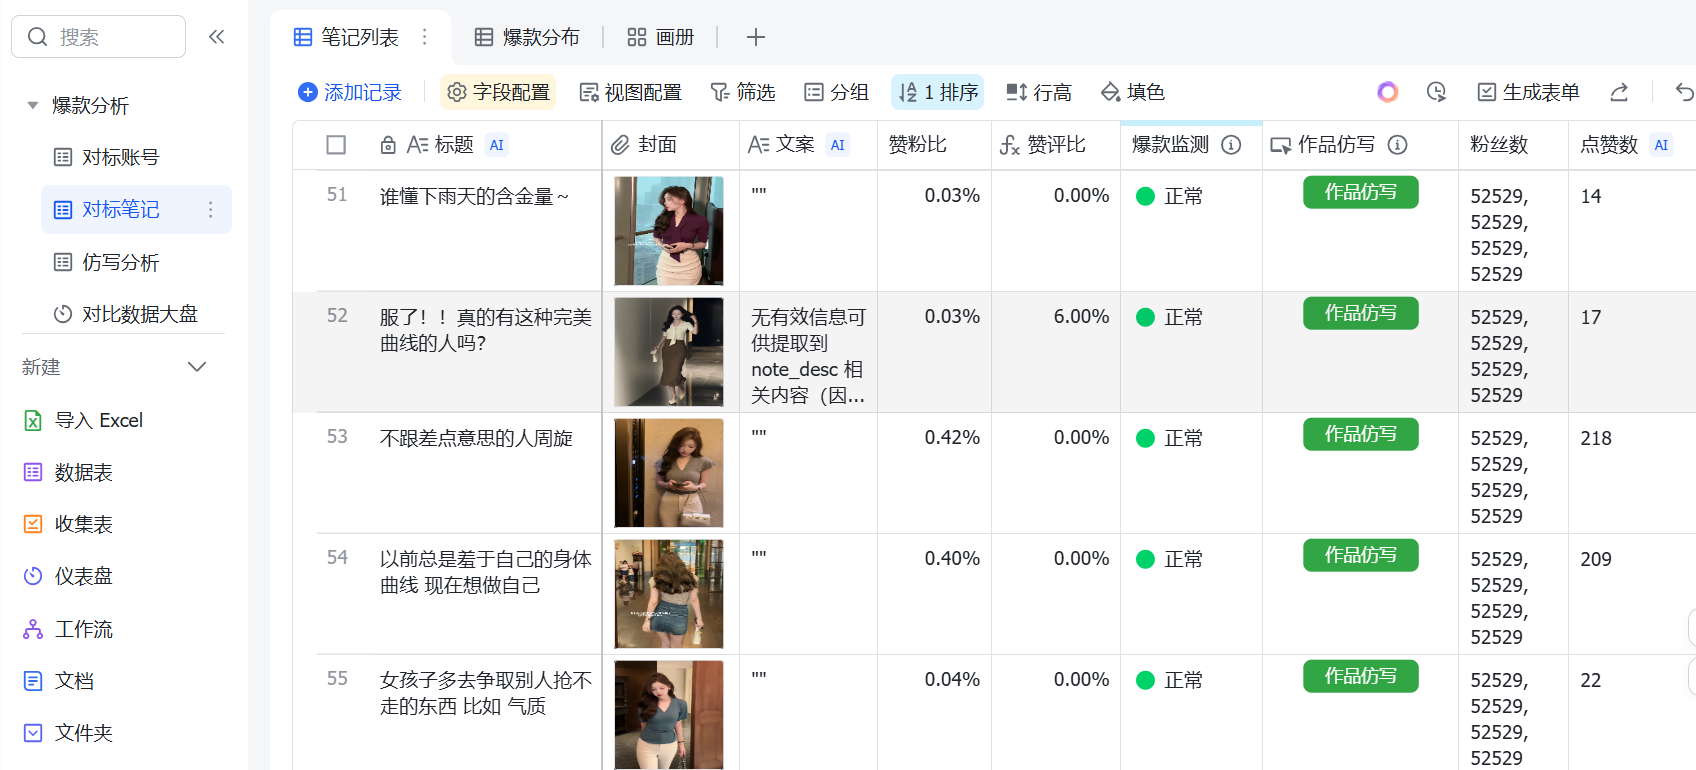 搜索
爆款分析
对标账号
对标笔记
仿写分析
对比数据大盘
新建
导入 Excel
数据表
收集表
仪表盘
工作流
文档
文件夹
笔记列表
爆款分布
画册
添加记录
字段配置
视图配置
筛选
分组
1 排序
行高
填色
生成表单
标题 AI
封面
文案 AI
赞粉比
赞评比
爆款监测
作品仿写
粉丝数
点赞数 AI
51
谁懂下雨天的含金量~
""
0.03%
0.00%
正常
作品仿写
52529,
52529,
52529,
52529
14
52
服了！！真的有这种完美
曲线的人吗?
无有效信息可
供提取到
note_desc 相
关内容（因...
0.03%
6.00%
正常
作品仿写
52529,
52529,
52529,
52529
17
53
不跟差点意思的人周旋
""
0.42%
0.00%
正常
作品仿写
52529,
52529,
52529,
52529
218
54
以前总是羞于自己的身体
曲线 现在想做自己
""
0.40%
0.00%
正常
作品仿写
52529,
52529,
52529,
52529
209
55
女孩子多去争取别人抢不
走的东西 比如 气质
""
0.04%
0.00%
正常
作品仿写
52529,
52529,
52529,
52529
22